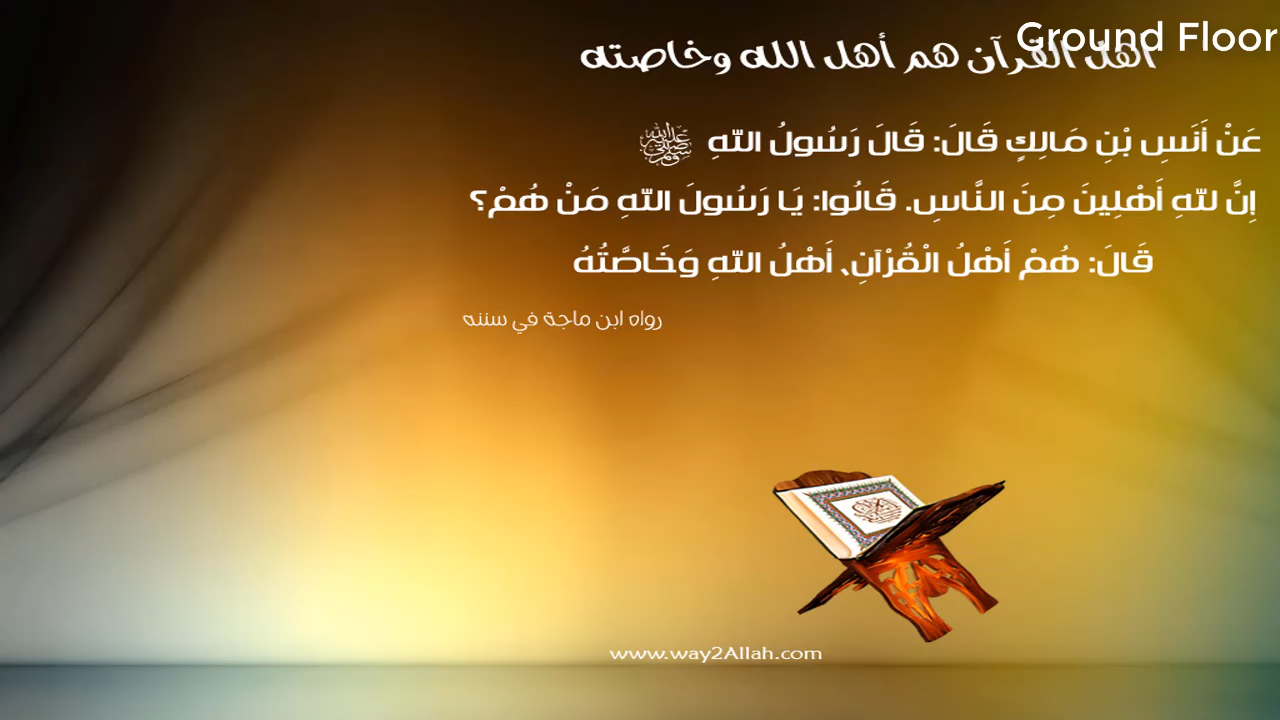 Ground Floor
أهل القرآن هم أهل الله وخاصته
عَنْ أَنَسِ بْنِ مَالِكٍ قَالَ: قَالَ رَسُولُ اللّهِ ﷺ
إِنَّ للّهِ أَهْلِينَ مِنَ النَّاسِ. قَالُوا: يَا رَسُولَ اللّهِ مَنْ هُمْ؟
قَالَ: هُمْ أَهْلُ الْقُرْآنِ، أَهْلُ اللّهِ وَخَاصَّتُهُ
رواه ابن ماجة في سننه
www.way2Allah.com